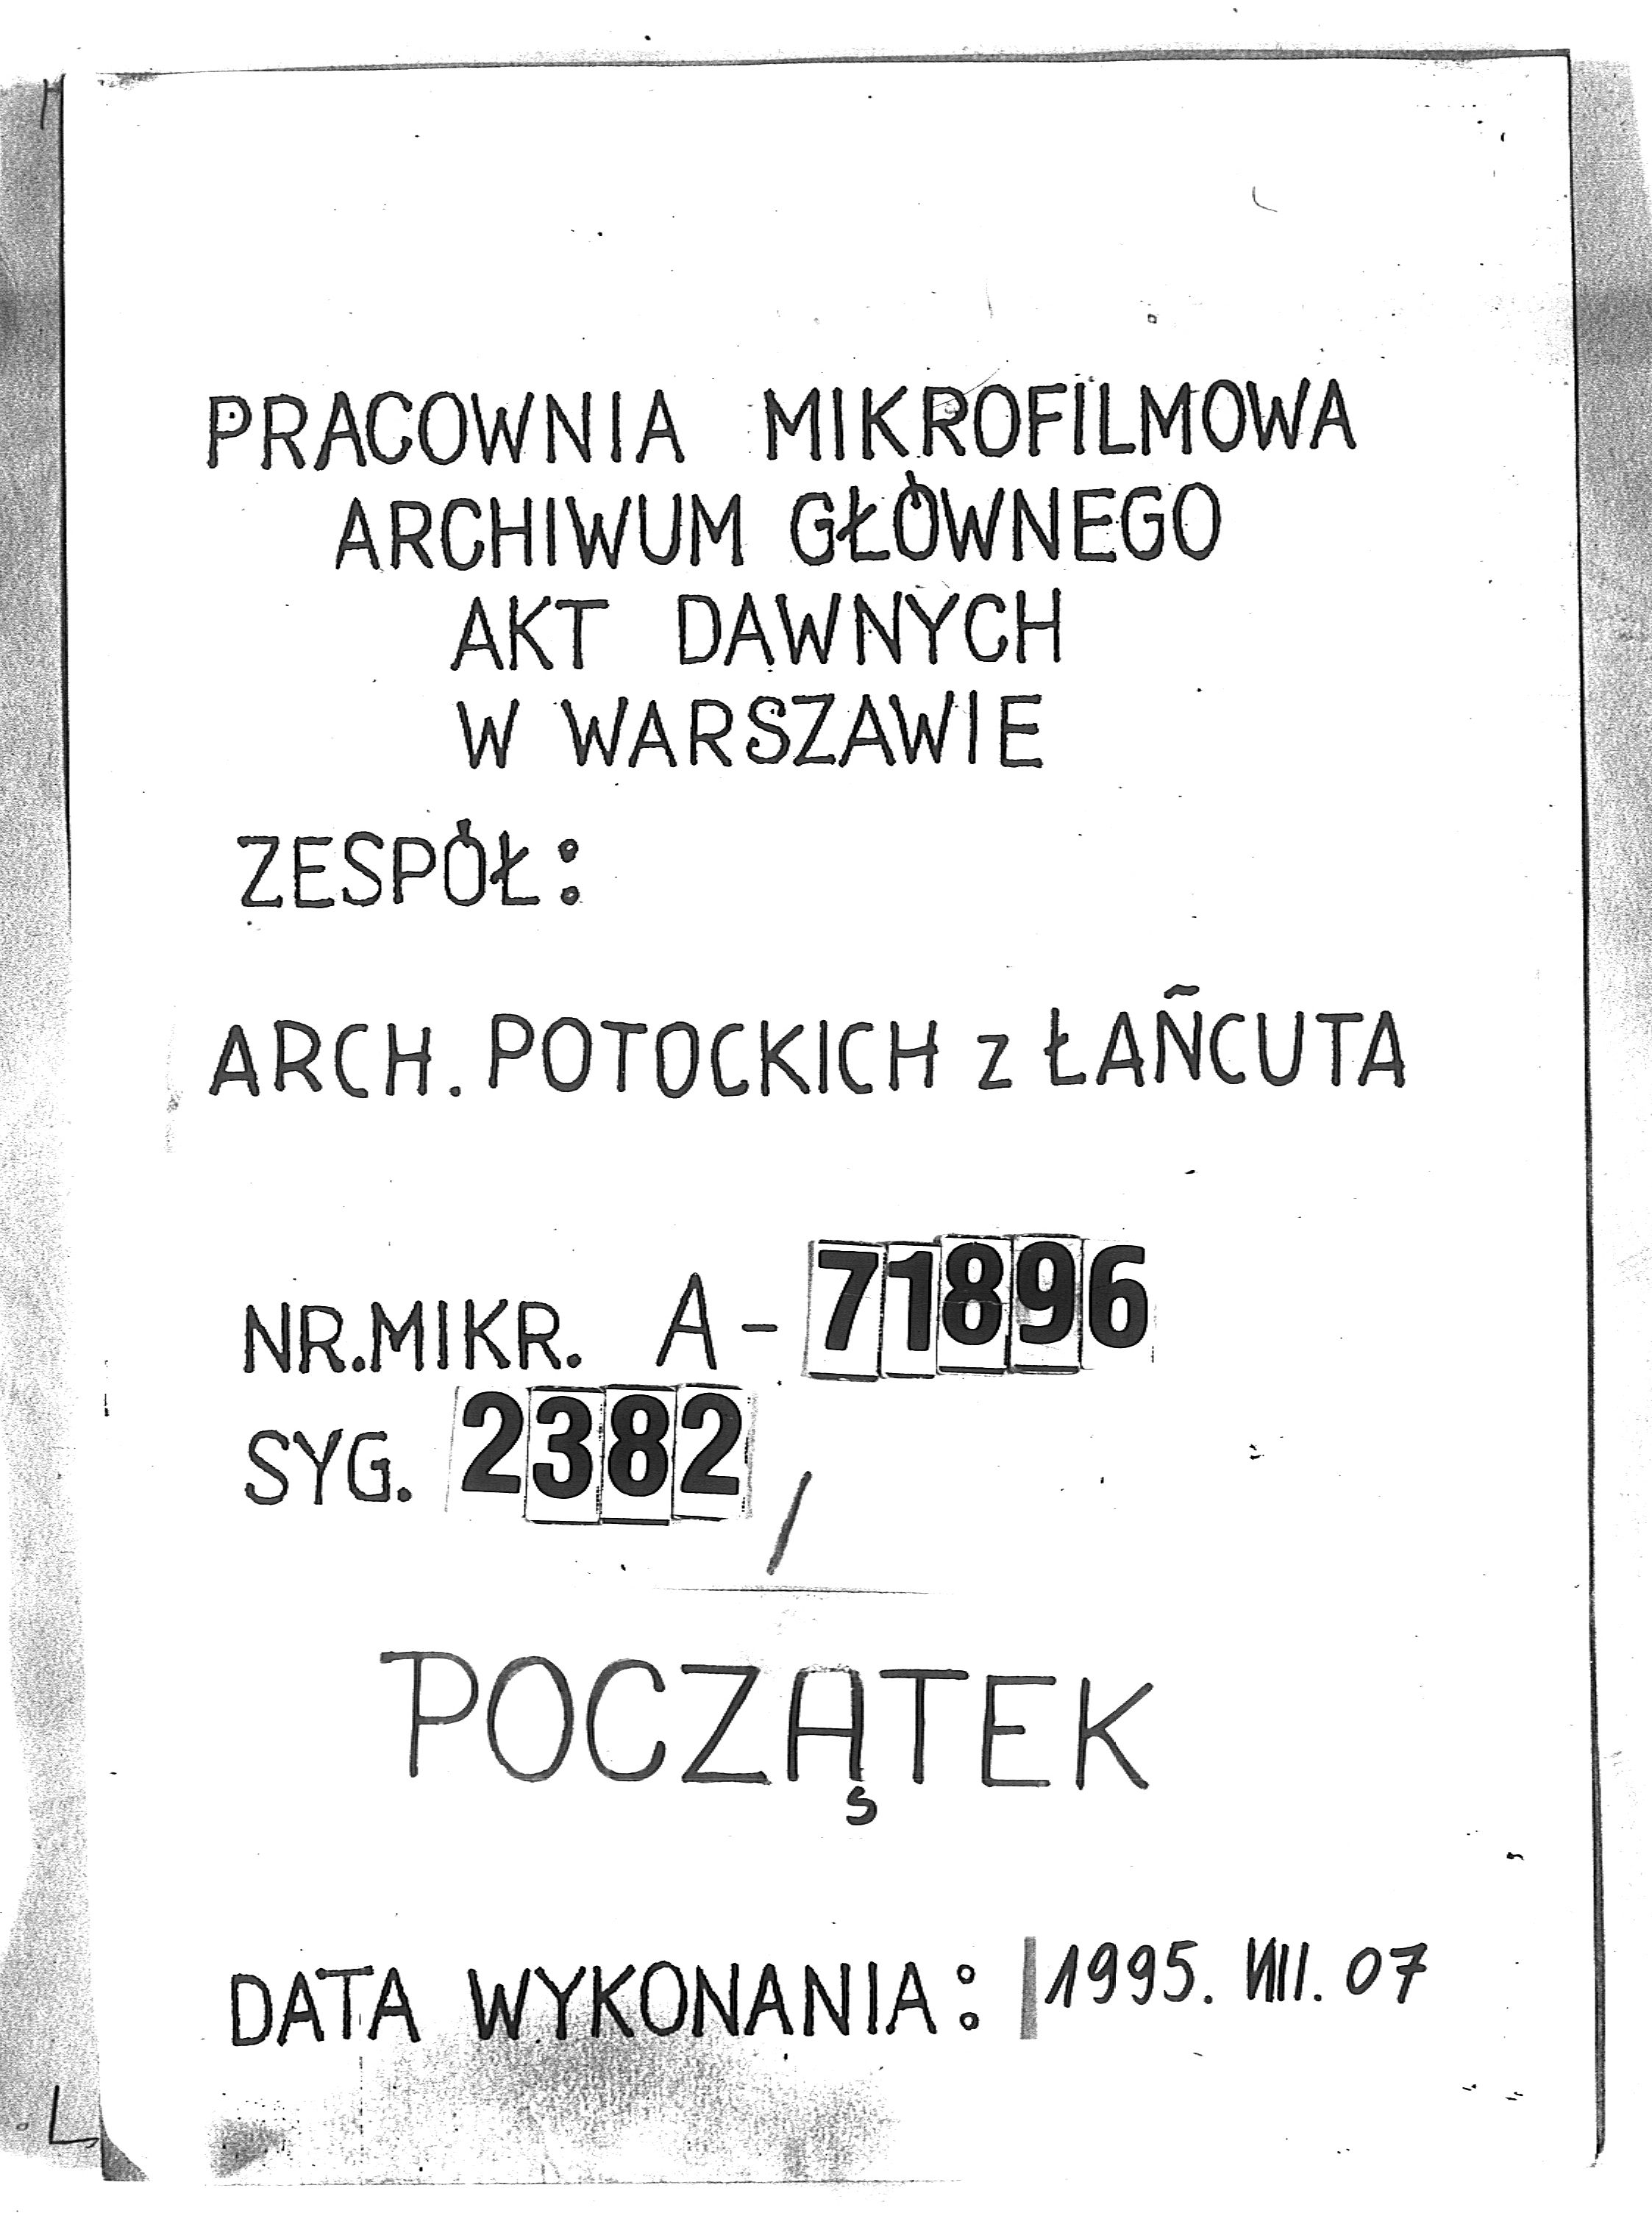 PRACOWNIA MIKROFILMOWA
ARCHIWUM GŁÓWNEGO
AKT DAWNYCH
W WARSZAWIE
ZESPÓŁ:
ARCH. POTOCKICH z ŁAŃCUTA
NR.MIKR. A-71896
SYG. 2382 /
POCZĄTEK
DATA WYKONANIA: 1995. VIII. 07